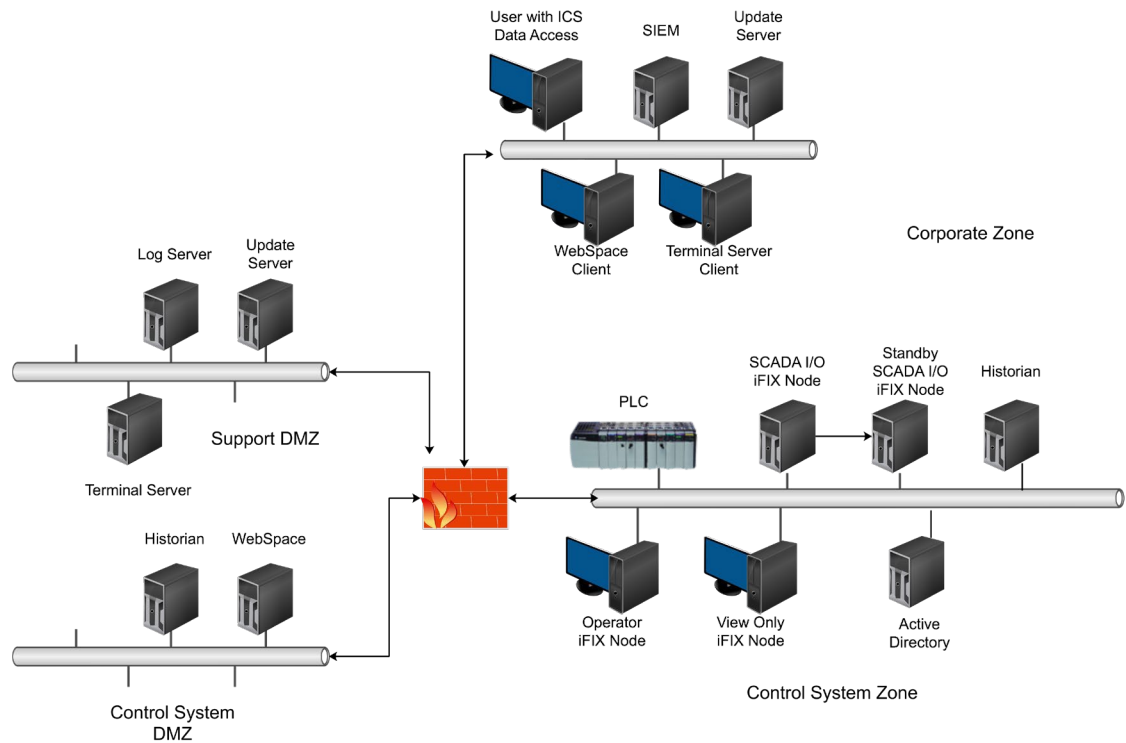 User with ICS
Data Access
SIEM
Update
Server
WebSpace
Client
Terminal Server
Client
Corporate Zone
Log Server
Update
Server
Terminal Server
Support DMZ
PLC
SCADA I/O
iFIX Node
Standby
SCADA I/O
iFIX Node
Historian
Historian
WebSpace
Control System
DMZ
Operator
iFIX Node
View Only
iFIX Node
Active
Directory
Control System Zone